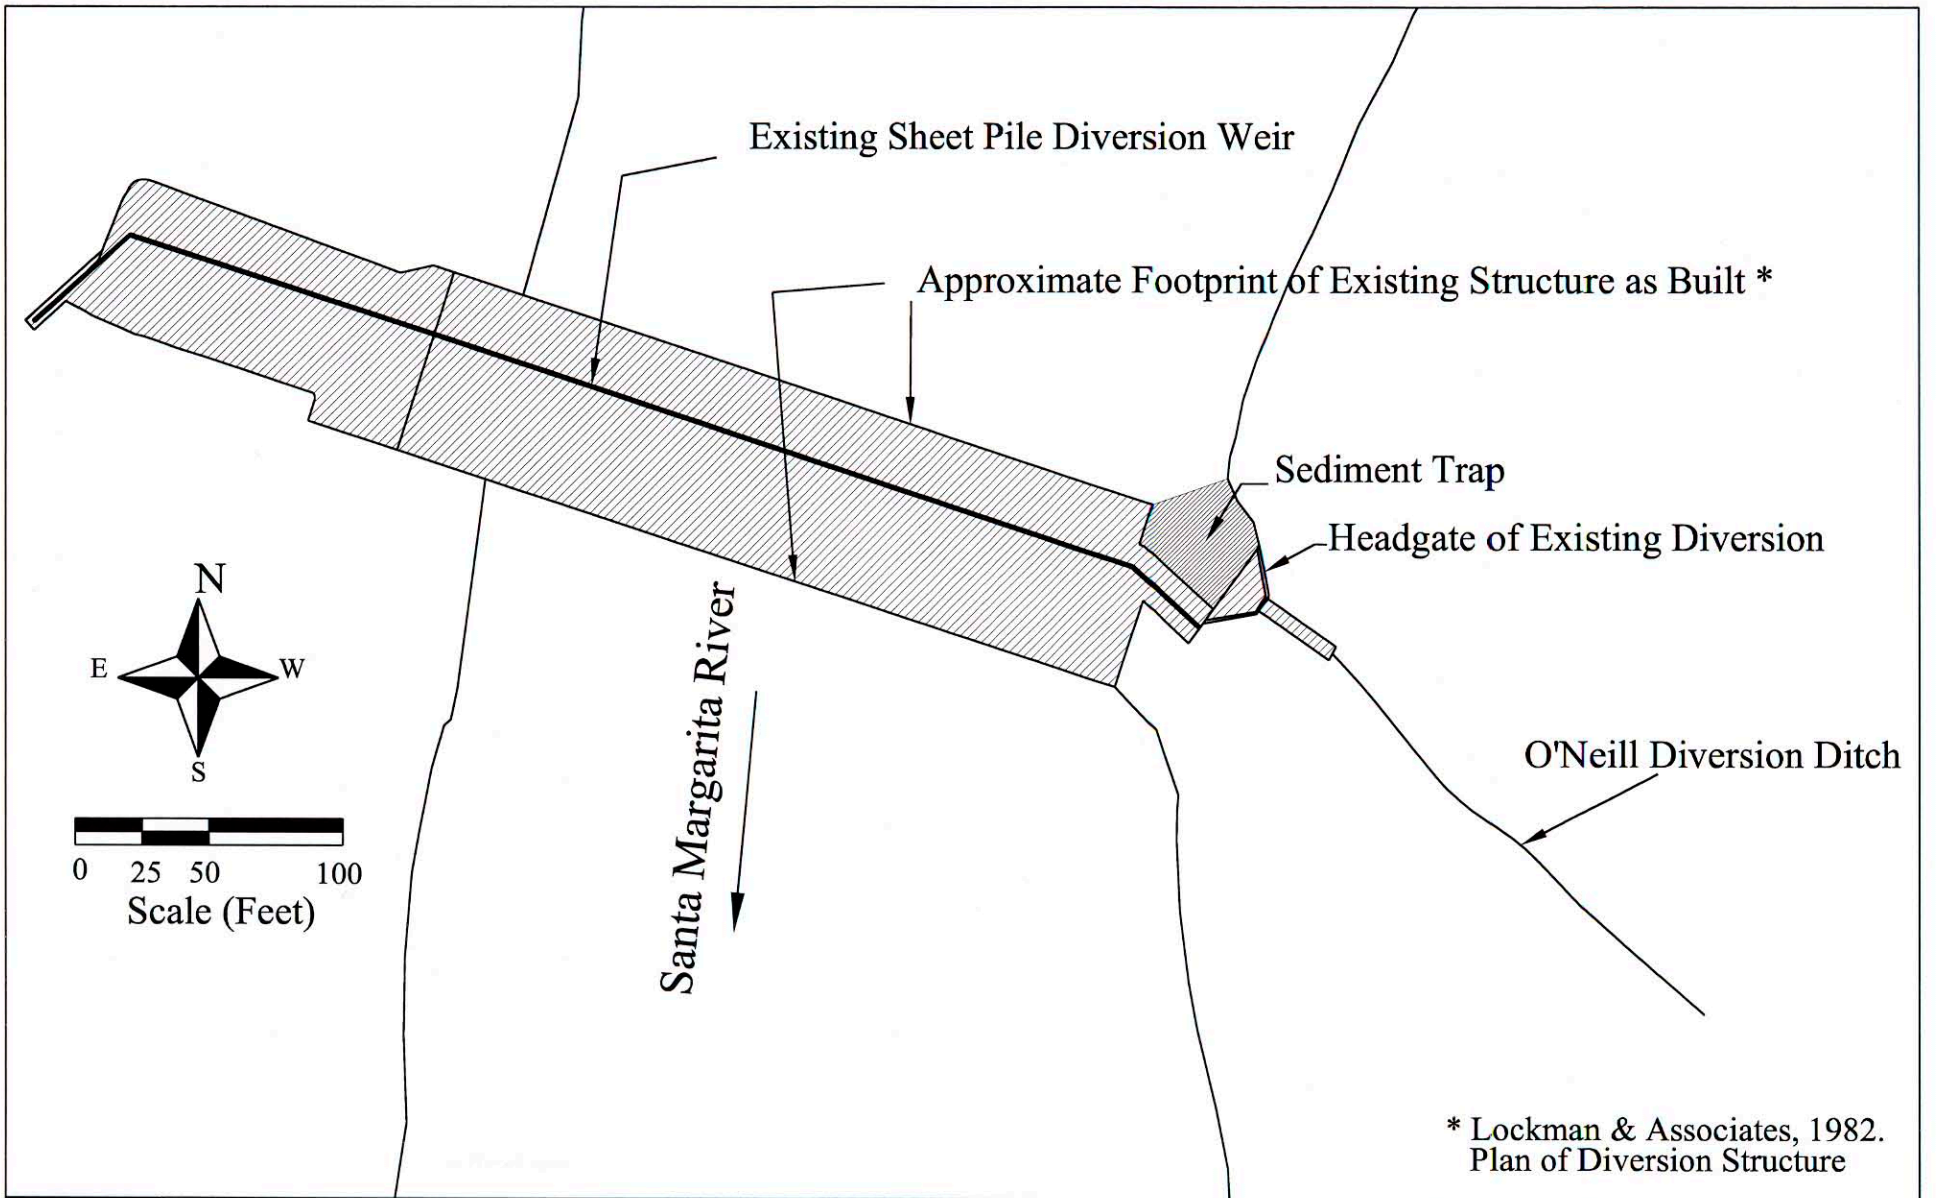 Existing Sheet Pile Diversion Weir
Approximate Footprint of Existing Structure as Built *
Sediment Trap
Headgate of Existing Diversion
N
E
W
S
Santa Margarita River
O'Neill Diversion Ditch
0 25 50 100
Scale (Feet)
* Lockman & Associates, 1982.
Plan of Diversion Structure